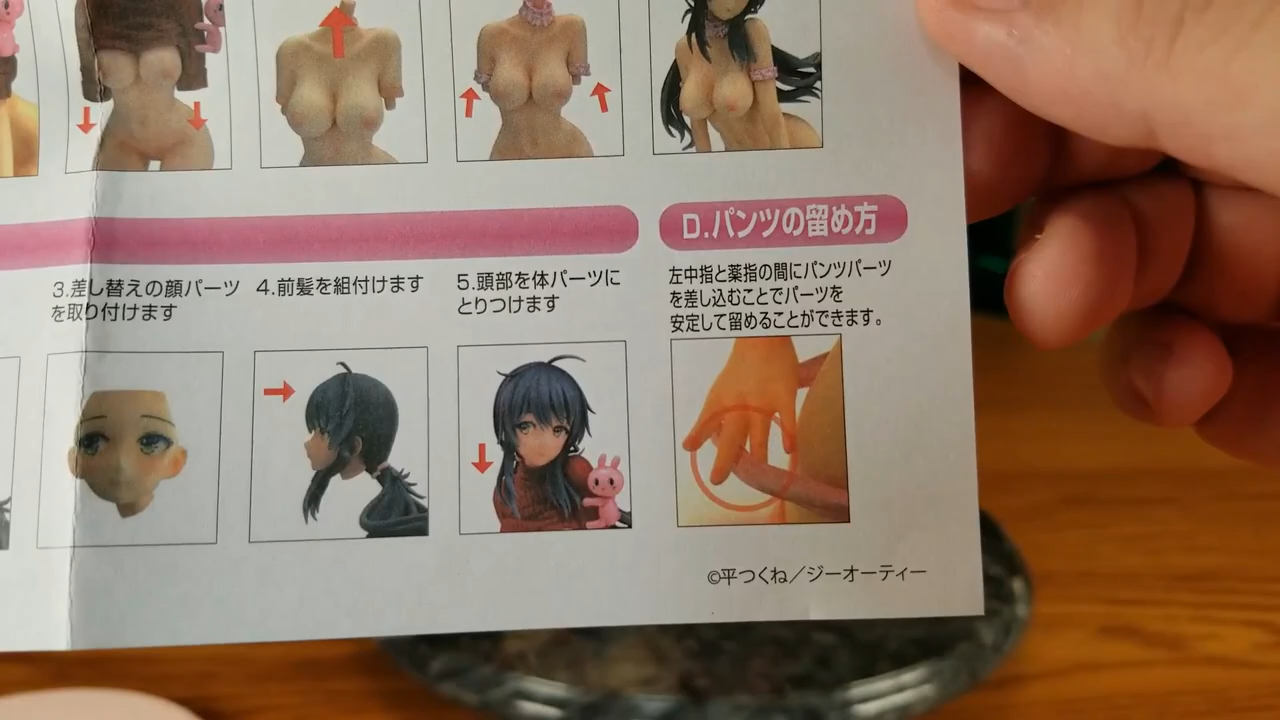 D.パンツの留め方
3.差し替えの顔パーツ
を取り付けます
4.前髪を組付けます
5.頭部を体パーツに
とりつけます
左中指と薬指の間にパンツパーツ
を差し込むことでパーツを
安定して留めることができます。
©平つくね／ジーオーティー